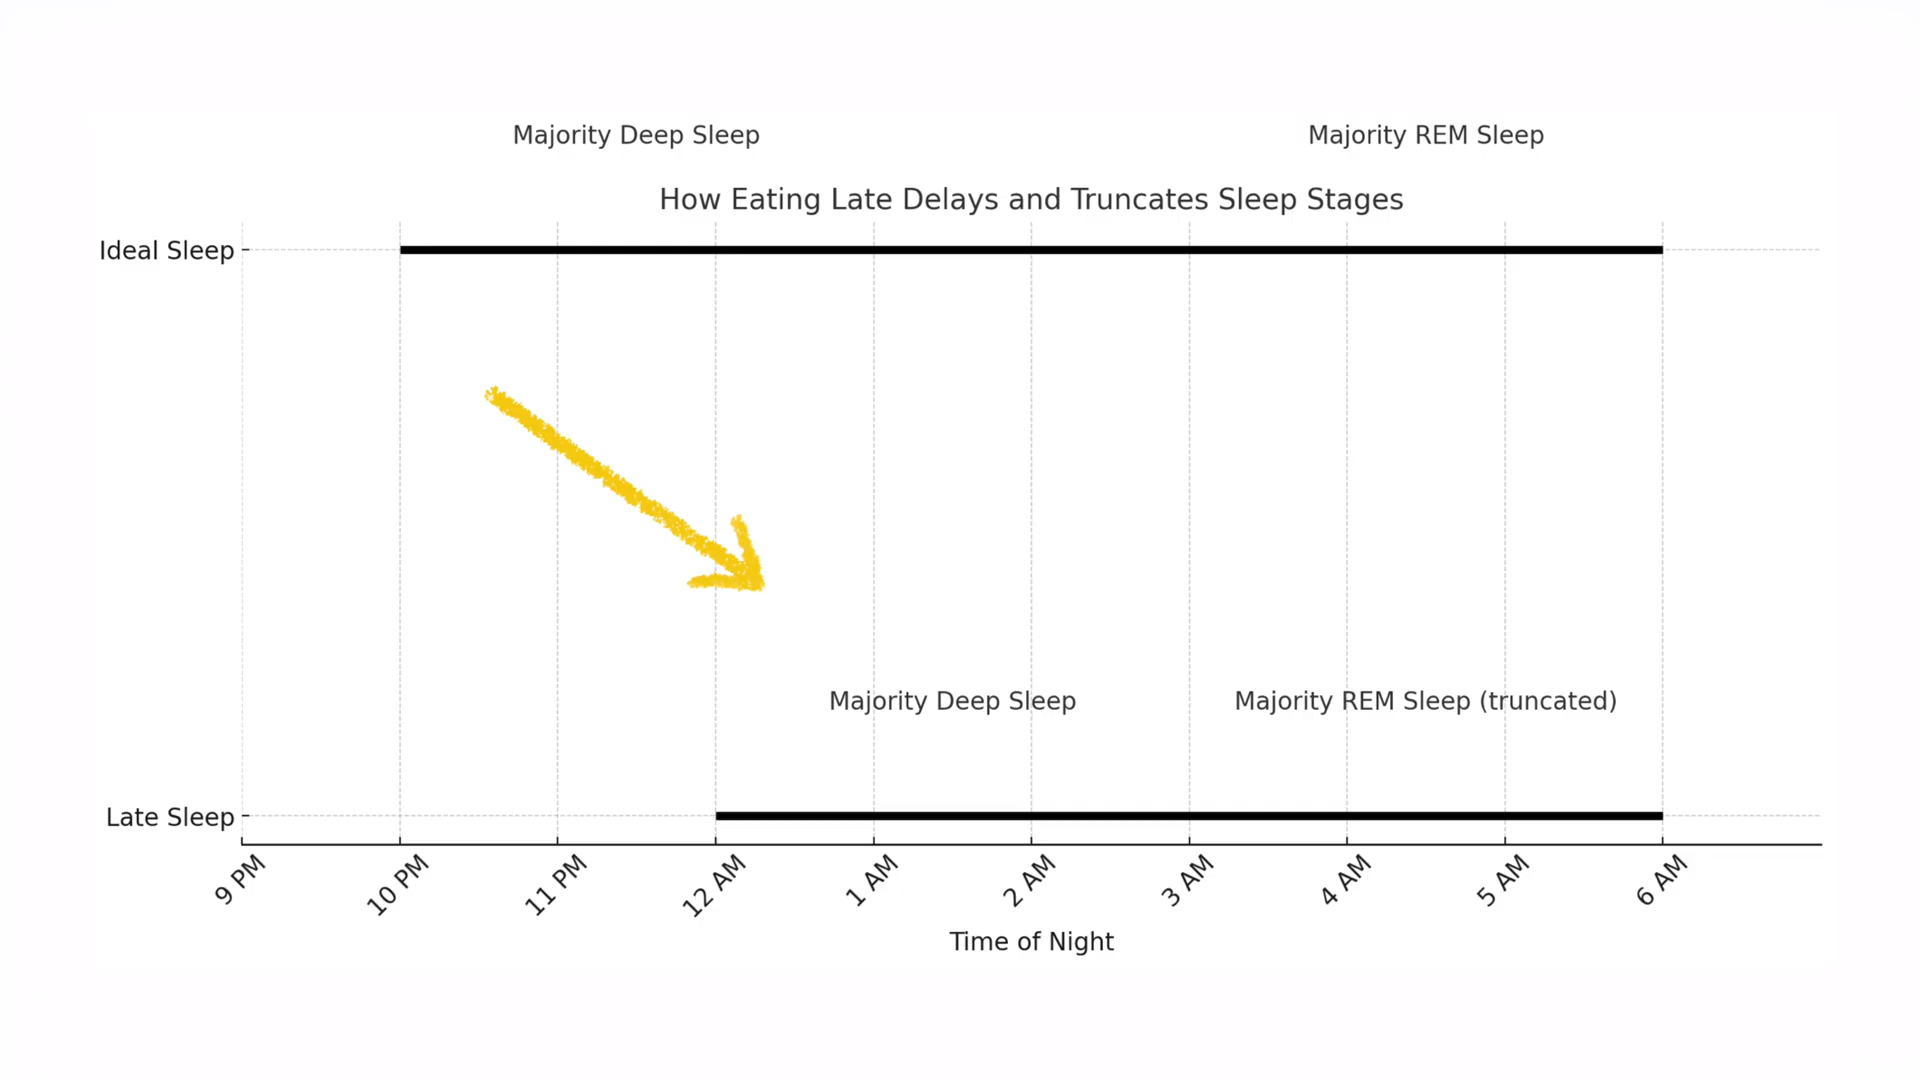 Majority Deep Sleep
Majority REM Sleep
How Eating Late Delays and Truncates Sleep Stages
Ideal Sleep
Majority Deep Sleep
Majority REM Sleep (truncated)
Late Sleep
9 PM
10 PM
11 PM
12 AM
1 AM
2 AM
3 AM
4 AM
5 AM
6 AM
Time of Night